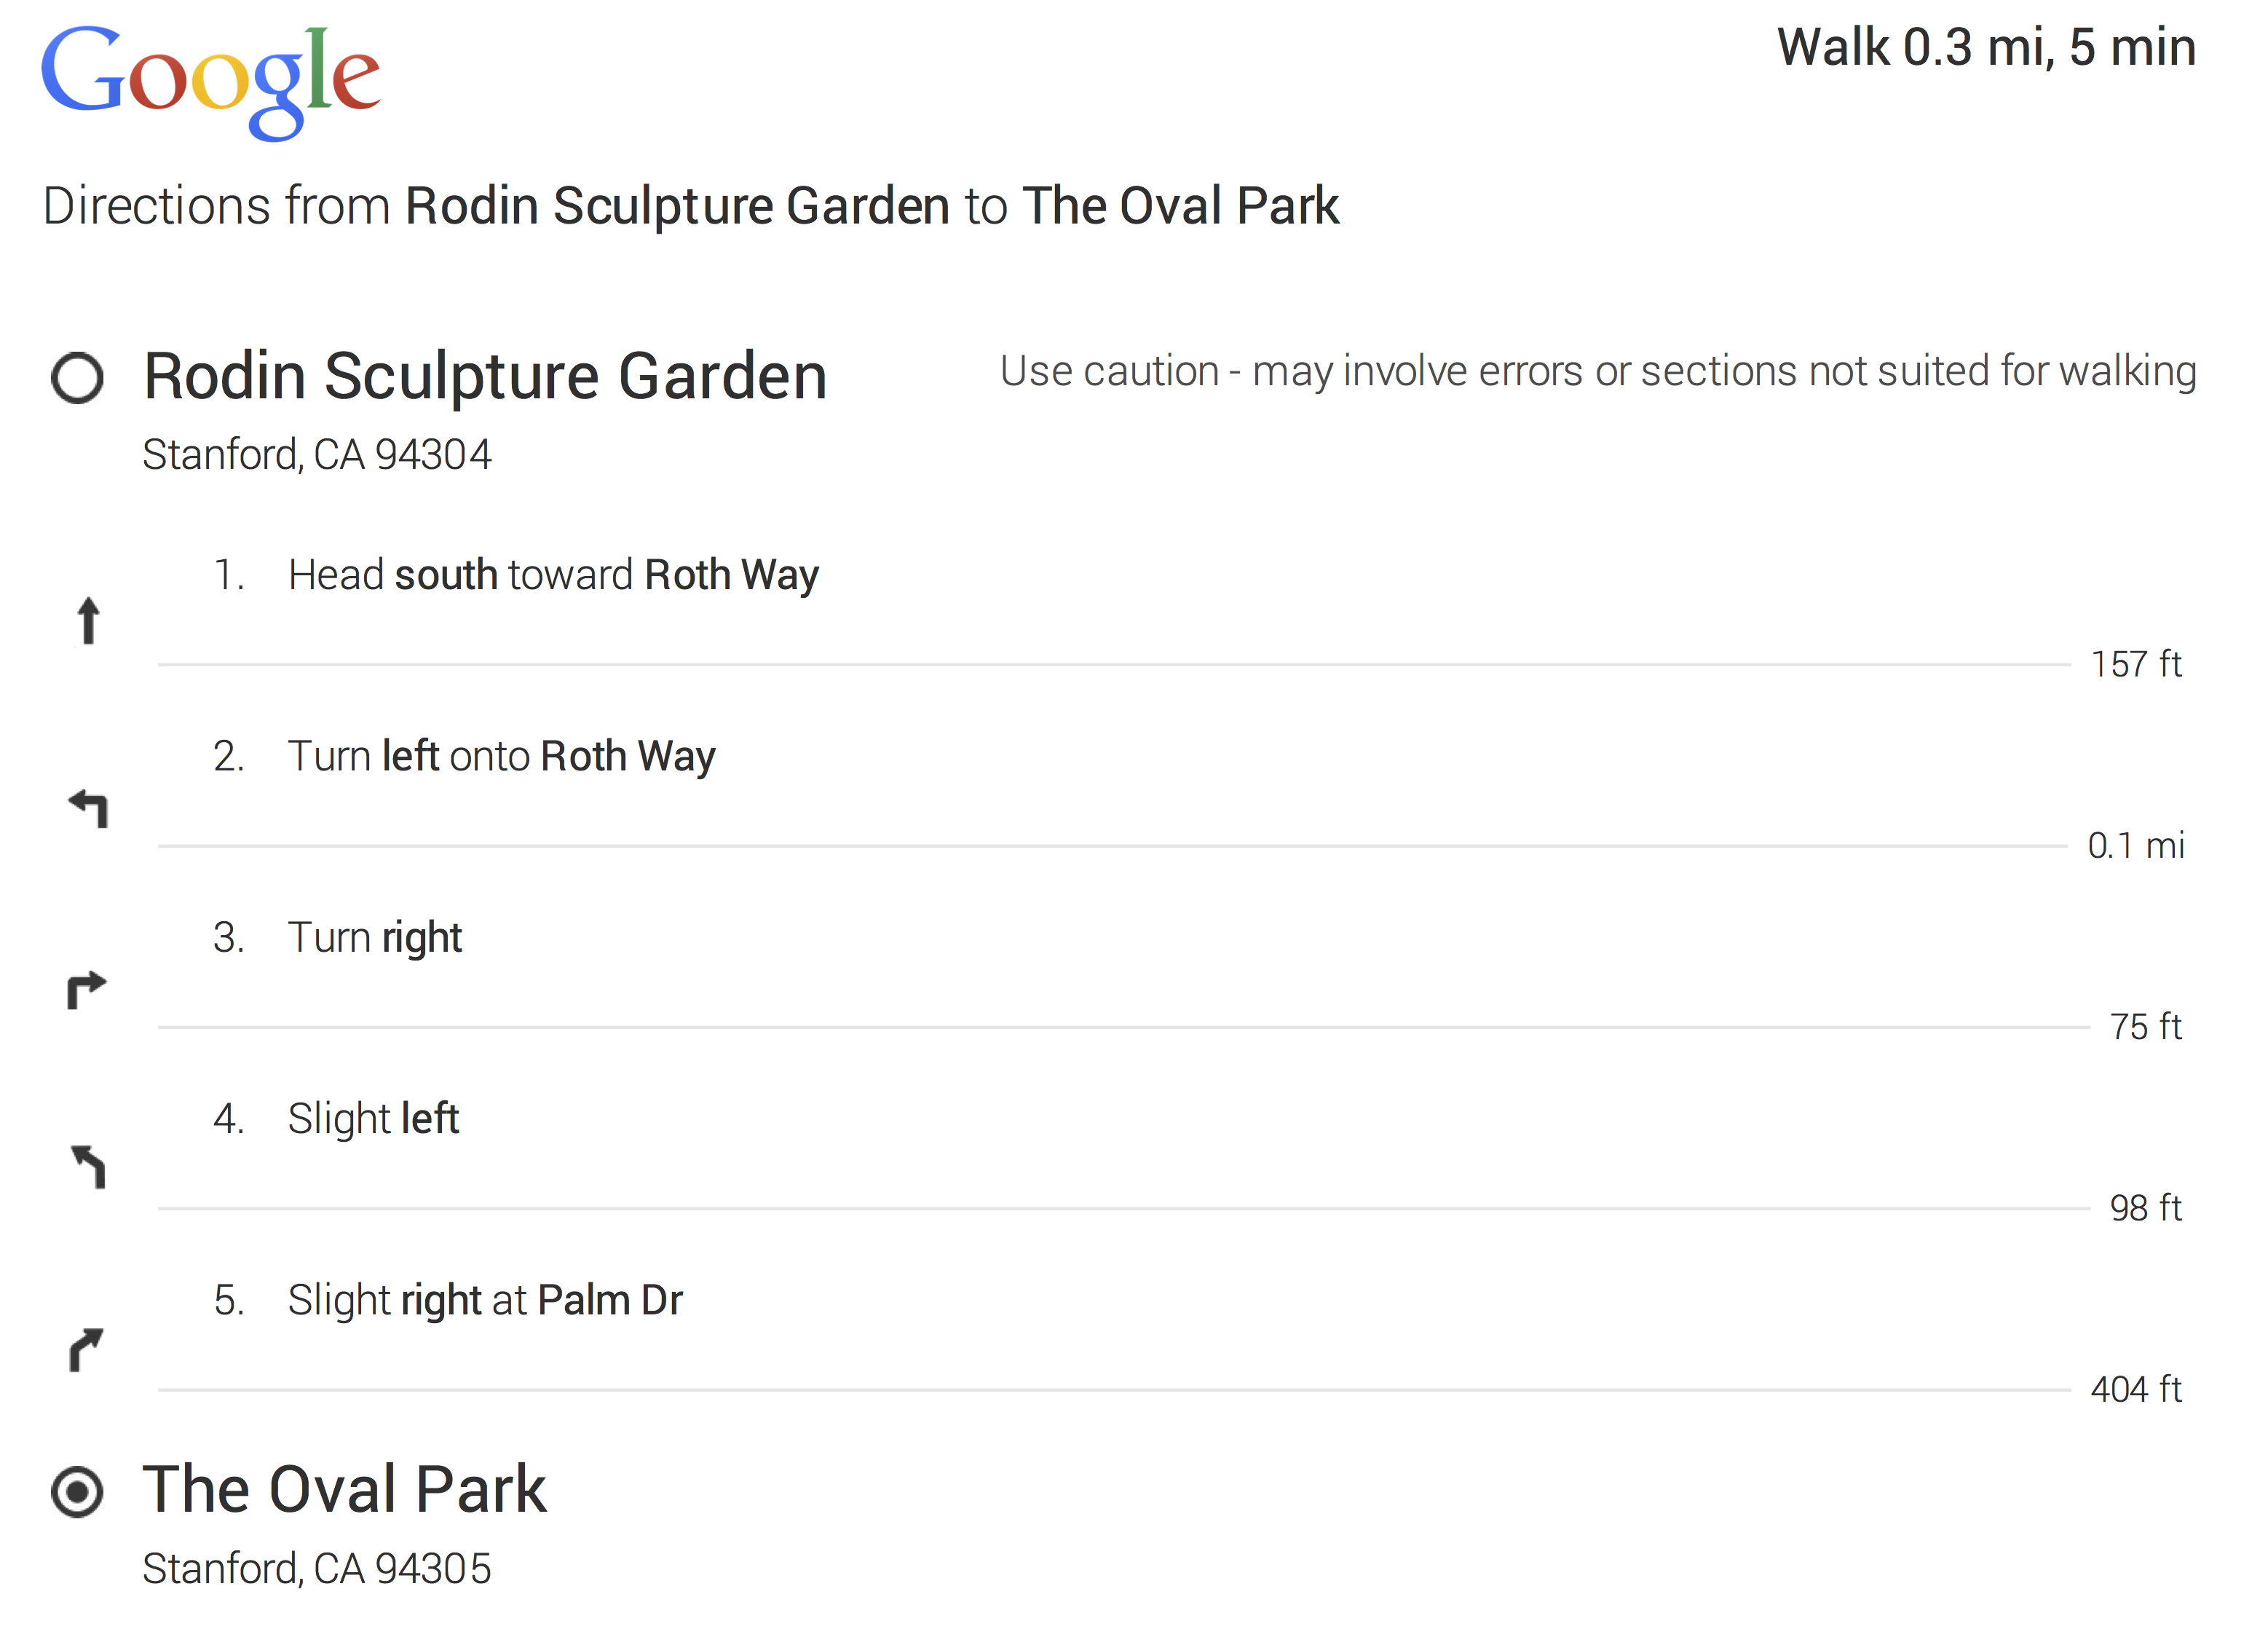 Google
Walk 0.3 mi, 5 min
Directions from Rodin Sculpture Garden to The Oval Park
Rodin Sculpture Garden
Use caution - may involve errors or sections not suited for walking
Stanford, CA 94304
1. Head south toward Roth Way
157 ft
2. Turn left onto Roth Way
0.1 mi
3. Turn right
75 ft
4. Slight left
98 ft
5. Slight right at Palm Dr
404 ft
The Oval Park
Stanford, CA 94305